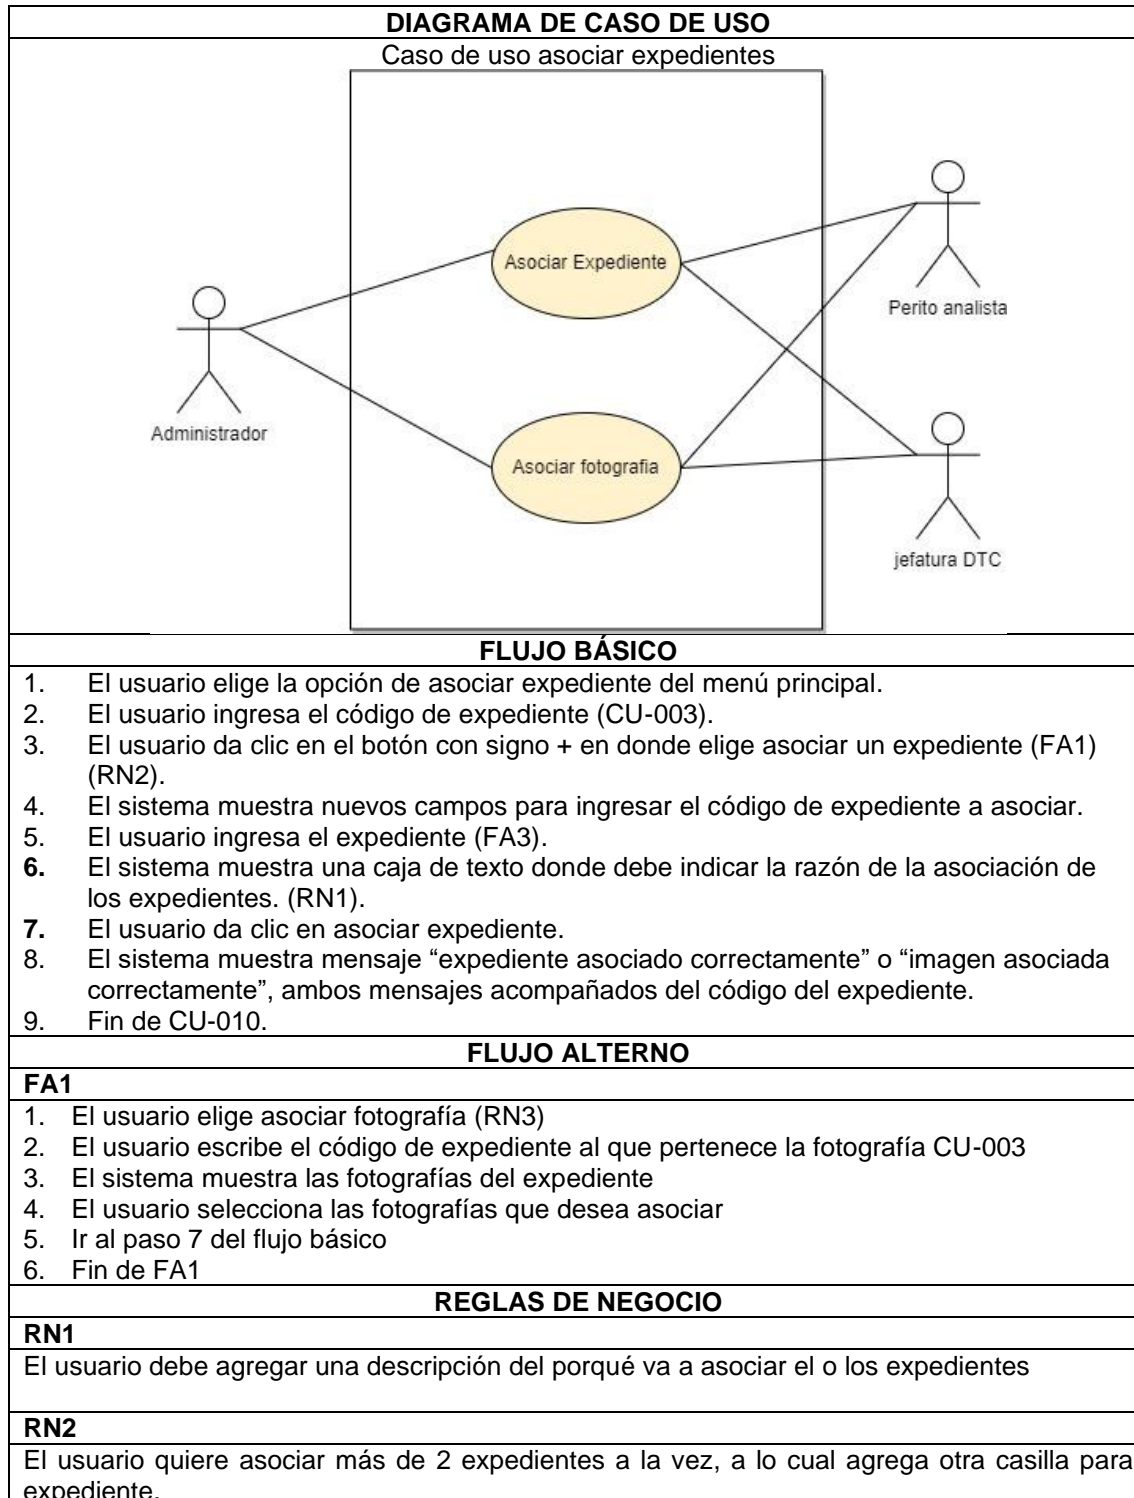 DIAGRAMA DE CASO DE USO
Caso de uso asociar expedientes
Asociar Expediente
Perito analista
Administrador
Asociar fotografia
jefatura DTC
FLUJO BÁSICO
1. El usuario elige la opción de asociar expediente del menú principal.
2. El usuario ingresa el código de expediente (CU-003).
3. El usuario da clic en el botón con signo + en donde elige asociar un expediente (FA1)
(RN2).
4. El sistema muestra nuevos campos para ingresar el código de expediente a asociar.
5. El usuario ingresa el expediente (FA3).
6. El sistema muestra una caja de texto donde debe indicar la razón de la asociación de
los expedientes. (RN1).
7. El usuario da clic en asociar expediente.
8. El sistema muestra mensaje “expediente asociado correctamente” o “imagen asociada
correctamente”, ambos mensajes acompañados del código del expediente.
9. Fin de CU-010.
FLUJO ALTERNO
FA1
1. El usuario elige asociar fotografía (RN3)
2. El usuario escribe el código de expediente al que pertenece la fotografía CU-003
3. El sistema muestra las fotografías del expediente
4. El usuario selecciona las fotografías que desea asociar
5. Ir al paso 7 del flujo básico
6. Fin de FA1
REGLAS DE NEGOCIO
RN1
El usuario debe agregar una descripción del porqué va a asociar el o los expedientes
RN2
El usuario quiere asociar más de 2 expedientes a la vez, a lo cual agrega otra casilla para
expediente.